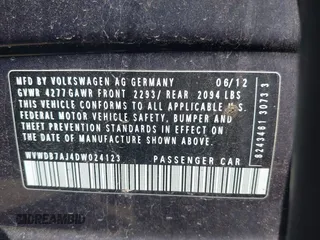 MFD BY VOLKSWAGEN AG GERMANY 06/12
GVWR 4277 GAWR FRONT 2293/ REAR 2094 LBS
THIS VEHICLE CONFORMS TO ALL APPLICABLE U.S.
FEDERAL MOTOR VEHICLE SAFETY, BUMPER AND
THEFT PREVENTION STANDARDS IN EFFECT ON THE
DATE OF MANUFACTURE SHOWN ABOVE.
WVWDB7AJ4DW024123 PASSENGER CAR